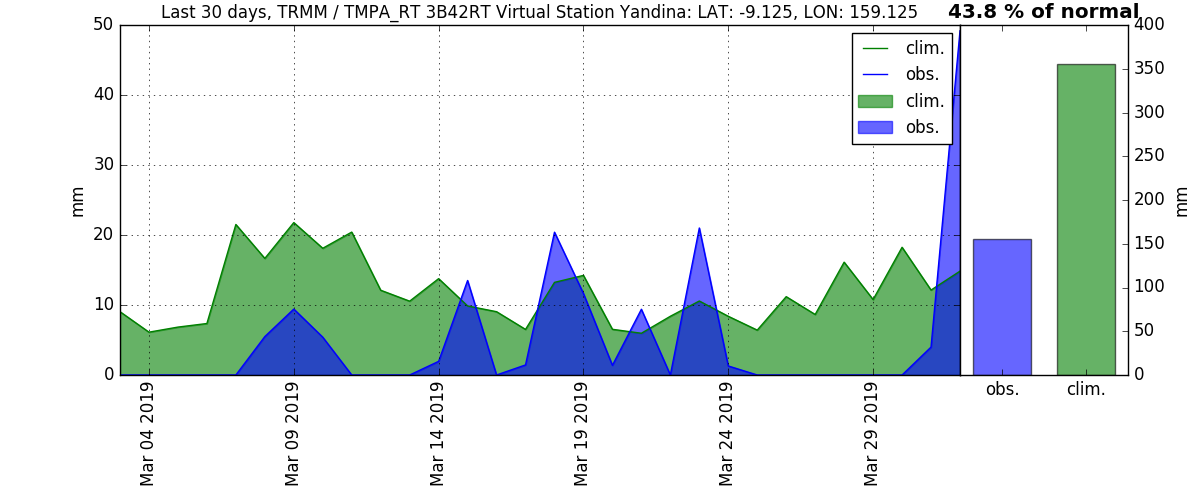 Last 30 days, TRMM / TMPA_RT 3B42RT Virtual Station Yandina: LAT: -9.125, LON: 159.125
43.8 % of normal
50
40
30
20
10
0
mm
clim.
obs.
clim.
obs.
400
350
300
250
200
150
100
50
0
mm
obs.
clim.
Mar 04 2019
Mar 09 2019
Mar 14 2019
Mar 19 2019
Mar 24 2019
Mar 29 2019